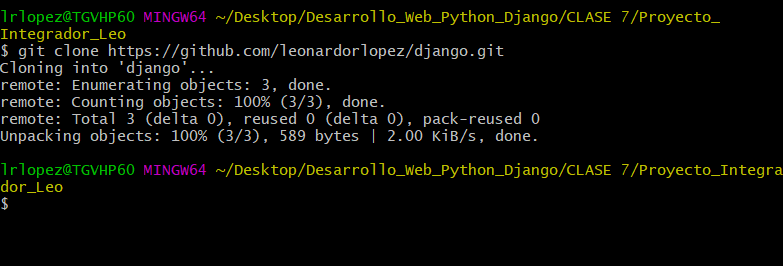 lrlopez@TGVHP60 MINGW64 ~/Desktop/Desarrollo_Web_Python_Django/CLASE 7/Proyecto_
Integrador_Leo
$ git clone https://github.com/leonardorlopez/django.git
Cloning into 'django'...
remote: Enumerating objects: 3, done.
remote: Counting objects: 100% (3/3), done.
remote: Total 3 (delta 0), reused 0 (delta 0), pack-reused 0
Unpacking objects: 100% (3/3), 589 bytes | 2.00 KiB/s, done.
lrlopez@TGVHP60 MINGW64 ~/Desktop/Desarrollo_Web_Python_Django/CLASE 7/Proyecto_Integra
dor_Leo
$